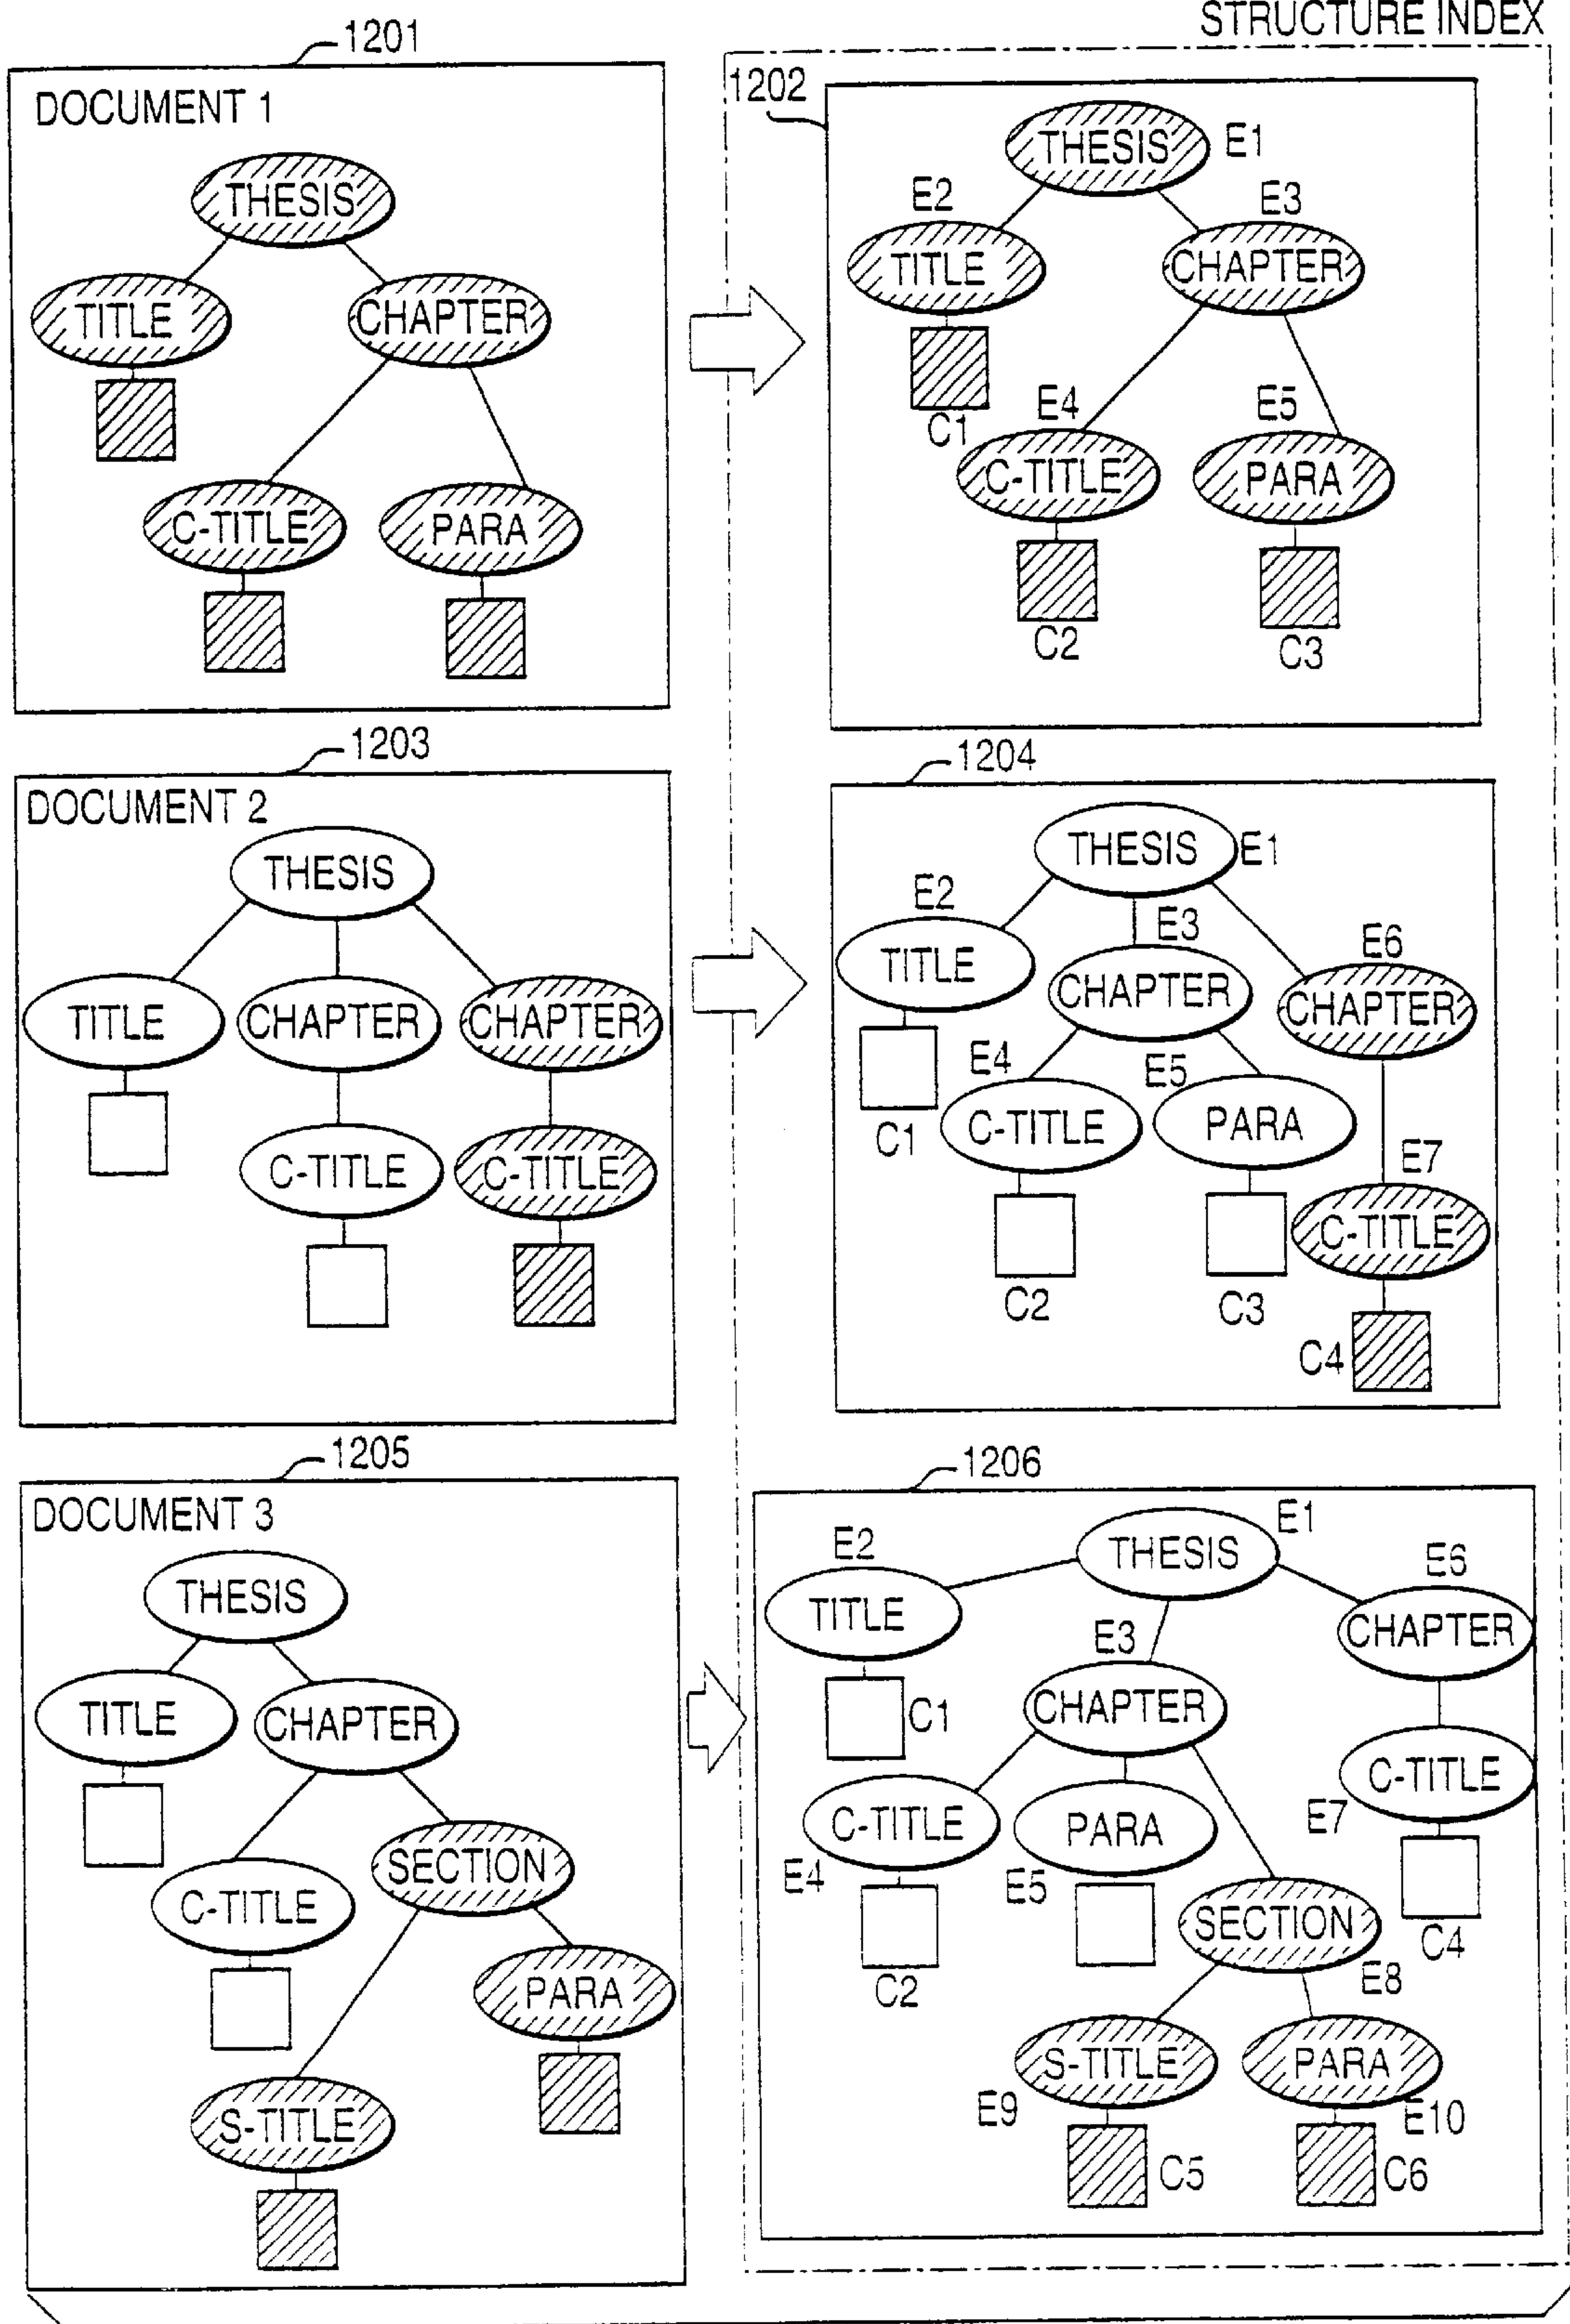 STRUCTURE INDEX
1201
DOCUMENT 1
THESIS
TITLE
CHAPTER
C-TITLE
PARA
1202
THESIS
E1
E2
E3
TITLE
CHAPTER
C1
E4
E5
C-TITLE
PARA
C2
C3
1203
DOCUMENT 2
THESIS
TITLE
CHAPTER
CHAPTER
C-TITLE
C-TITLE
1204
THESIS
E1
E2
E3
E6
TITLE
CHAPTER
CHAPTER
E4
E5
C1
C-TITLE
PARA
E7
C-TITLE
C2
C3
C4
1205
DOCUMENT 3
THESIS
TITLE
CHAPTER
SECTION
C-TITLE
PARA
S-TITLE
1206
E1
E2
THESIS
E6
TITLE
CHAPTER
E3
CHAPTER
C1
C-TITLE
E7
C-TITLE
PARA
E4
E5
SECTION
C4
C2
E8
S-TITLE
PARA
E9
E10
C5
C6